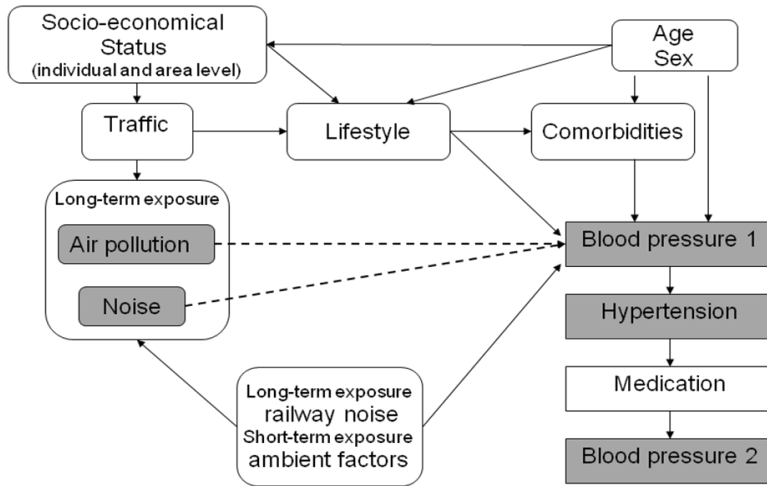 Socio-economical
Status
(individual and area level)
Age
Sex
Traffic
Lifestyle
Comorbidities
Long-term exposure
Air pollution
Noise
Blood pressure 1
Hypertension
Medication
Blood pressure 2
Long-term exposure
railway noise
Short-term exposure
ambient factors